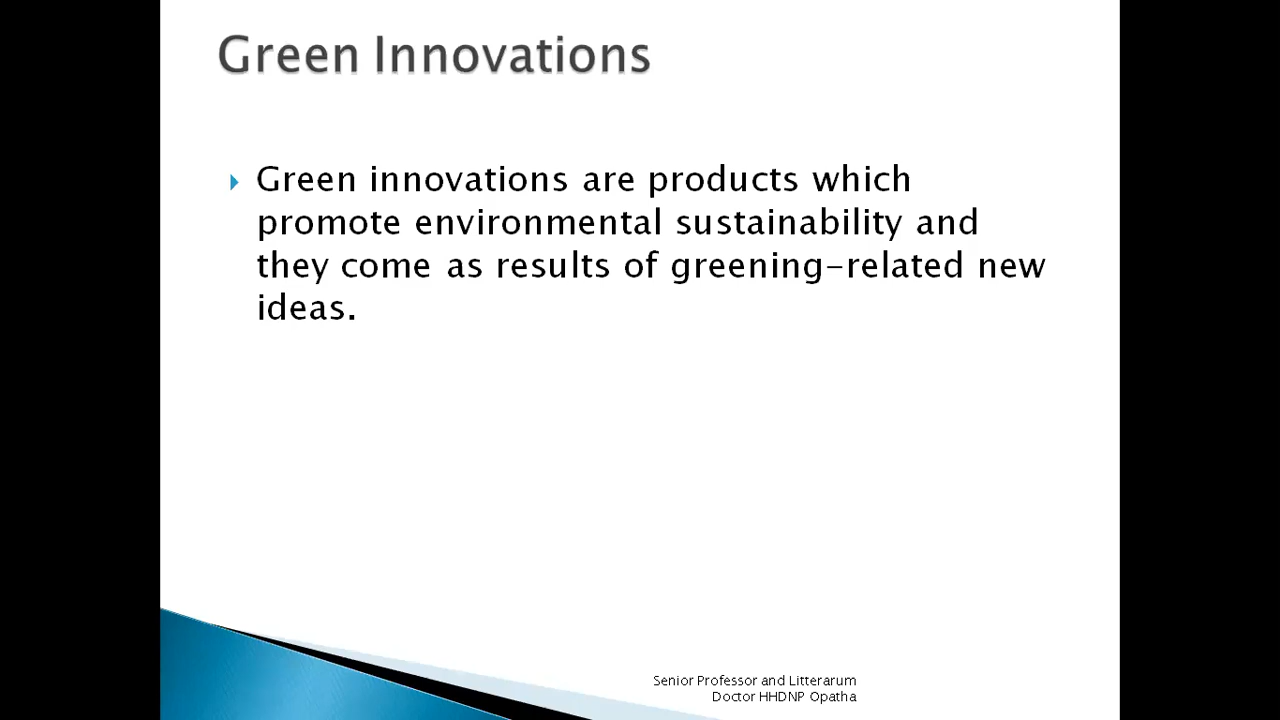 Green Innovations
Green innovations are products which
promote environmental sustainability and
they come as results of greening-related new
ideas.
Senior Professor and Litterarum
Doctor HHDNP Opatha